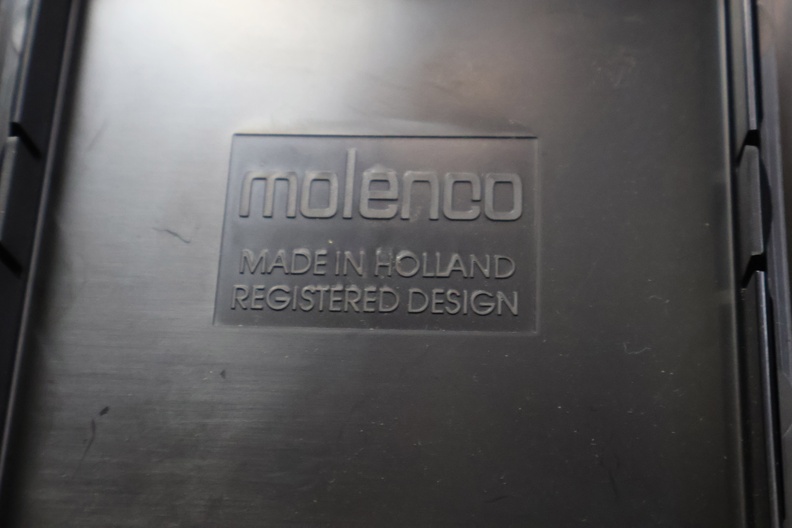 molenco
MADE IN HOLLAND
REGISTERED DESIGN